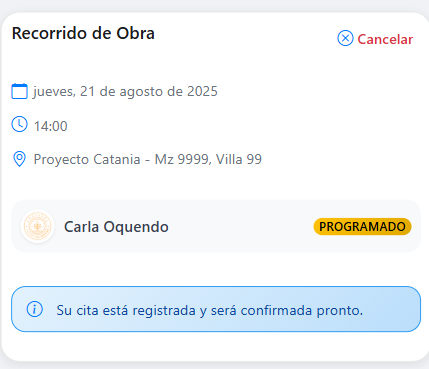 Recorrido de Obra
Cancelar
jueves, 21 de agosto de 2025
14:00
Proyecto Catania - Mz 9999, Villa 99
Carla Oquendo
PROGRAMADO
Su cita está registrada y será confirmada pronto.